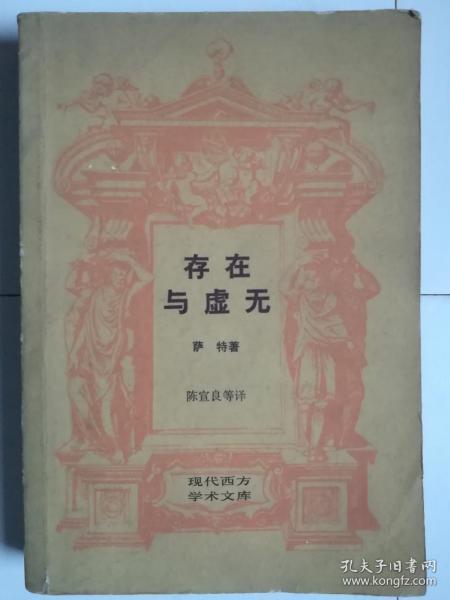 存在
与虚无
萨 特著
陈宣良等译
现代西方
学术文库
孔夫子旧书网
www.kongfz.com